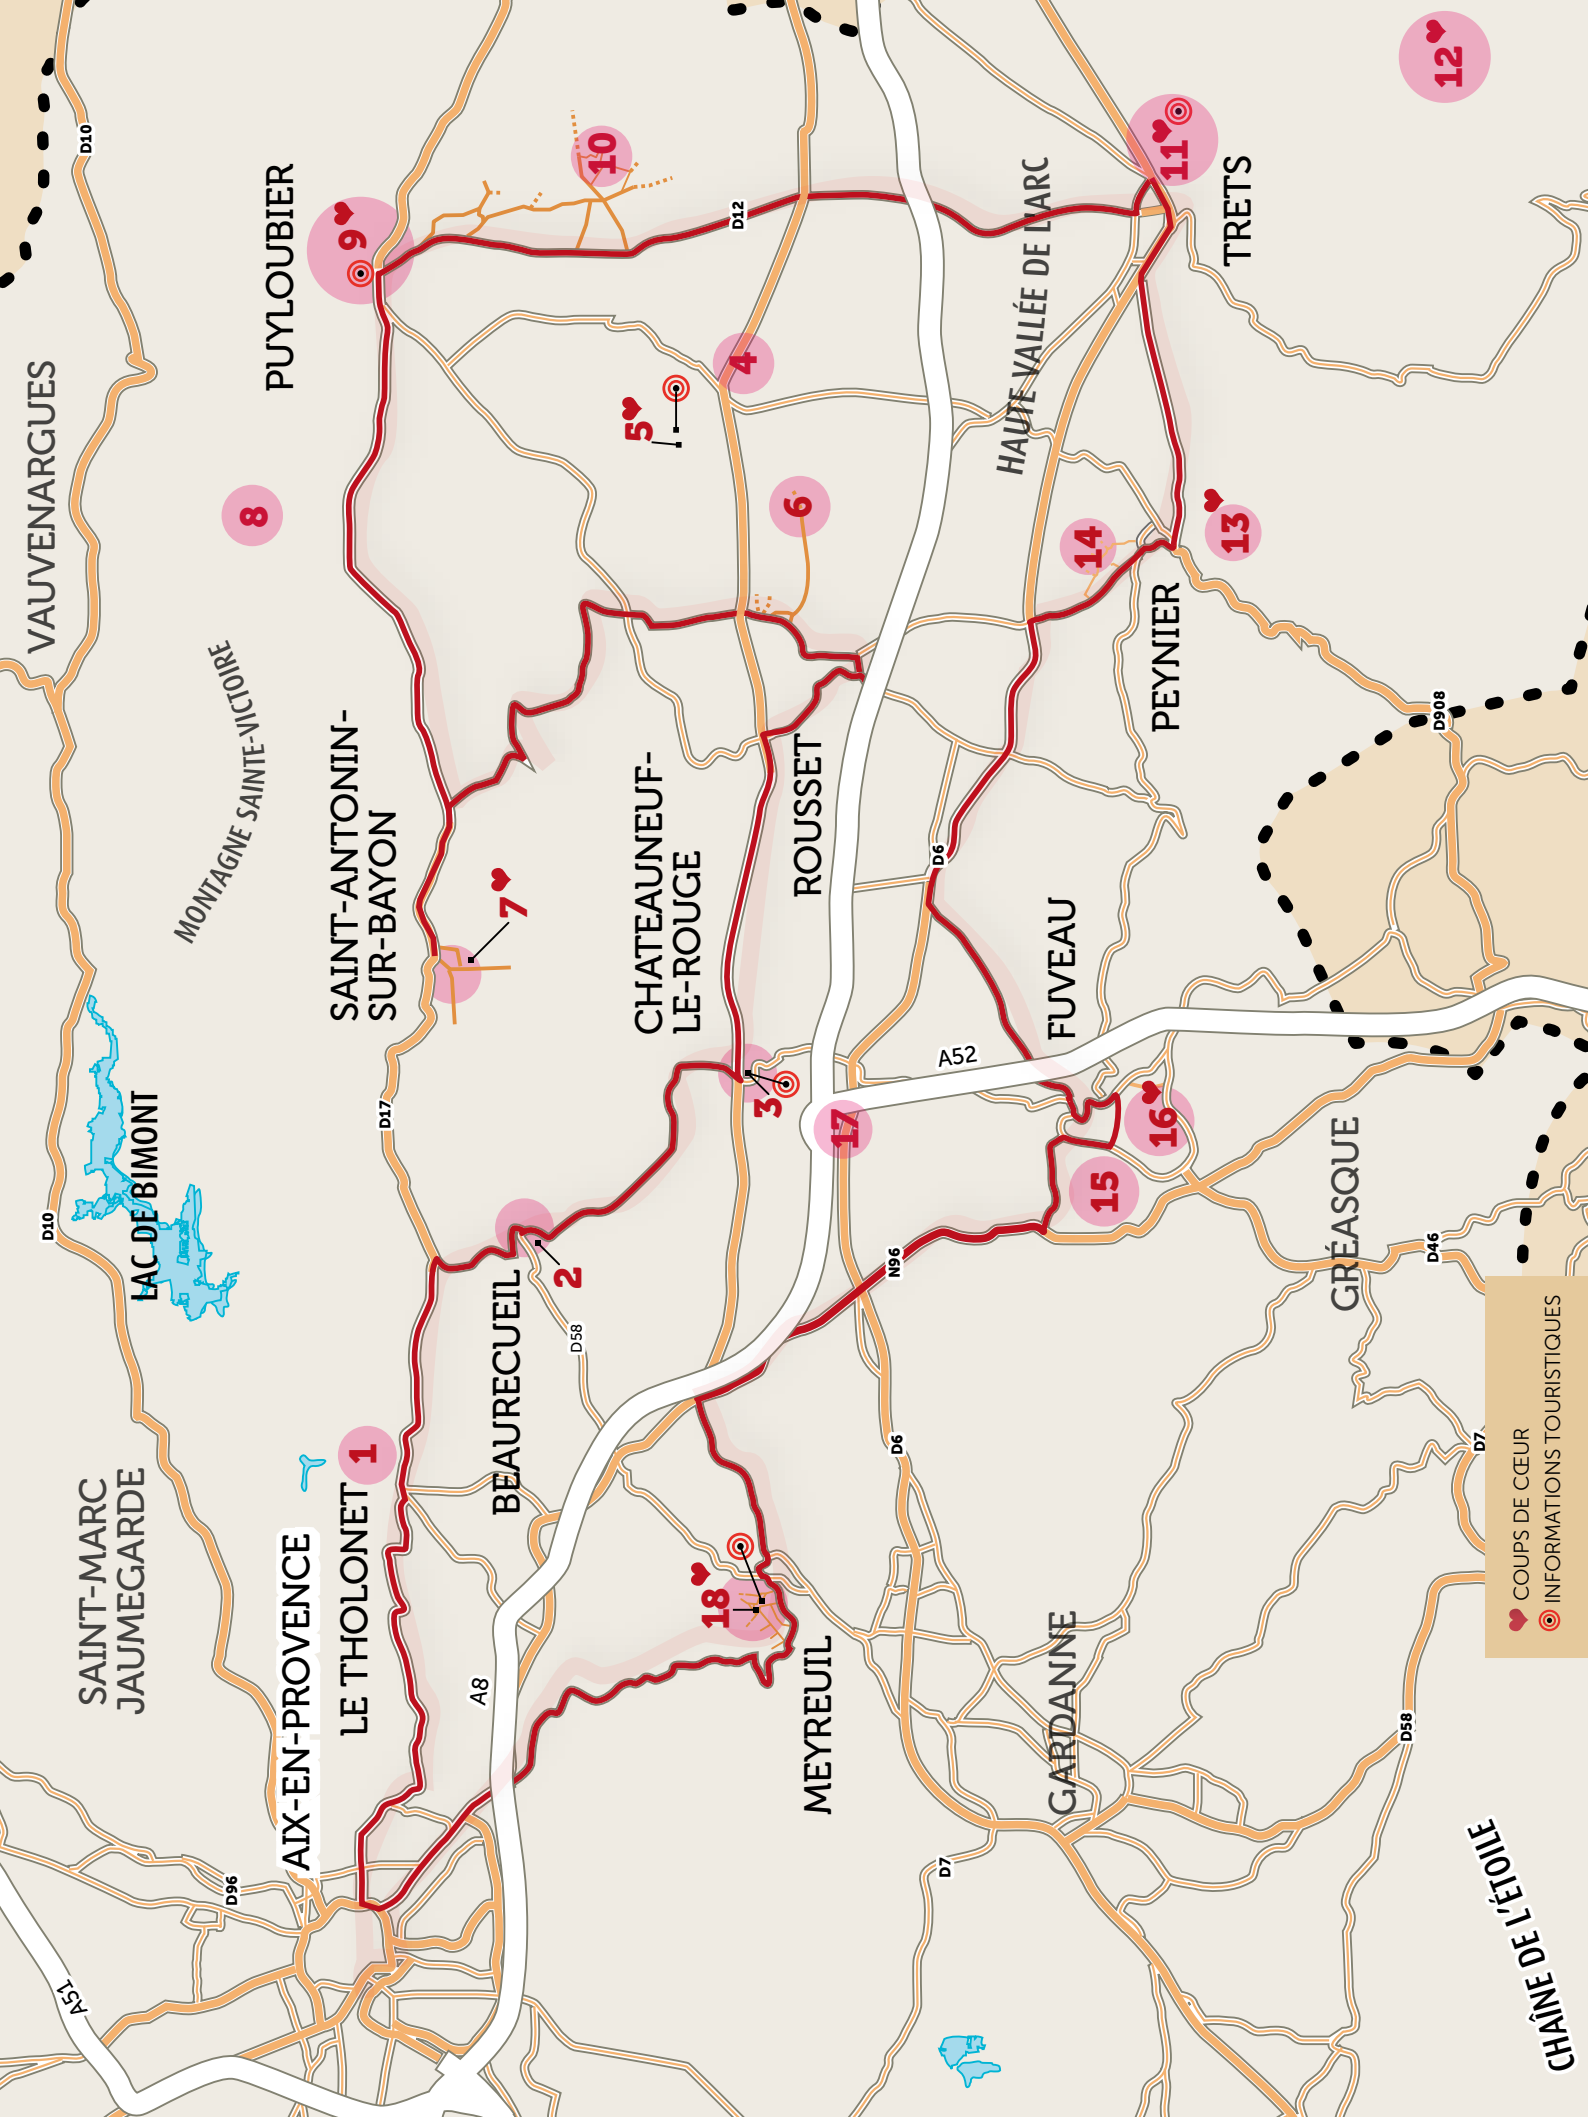 D10
VAUVENARGUES
PUYLOUBIER
9
10
12
11
TRETS
D12
HAUTE VALLÉE DE L'ARC
8
5
4
6
14
13
PEYNIER
MONTAGNE SAINTE-VICTOIRE
SAINT-ANTONIN-
SUR-BAYON
7
CHATEAUNEUF-
LE-ROUGE
ROUSSET
D6
D908
FUVEAU
LAC DE BIMONT
D10
D17
3
A52
17
16
15
GRÉASQUE
D46
BEAURECUEIL
2
D58
N96
SAINT-MARC
JAUMEGARDE
LE THOLONET
1
AIX-EN-PROVENCE
A8
18
MEYREUIL
D6
GARDANNE
D7
D58
D7
D96
A51
CHAÎNE DE L'ÉTOILE
COUPS DE CŒUR
INFORMATIONS TOURISTIQUES